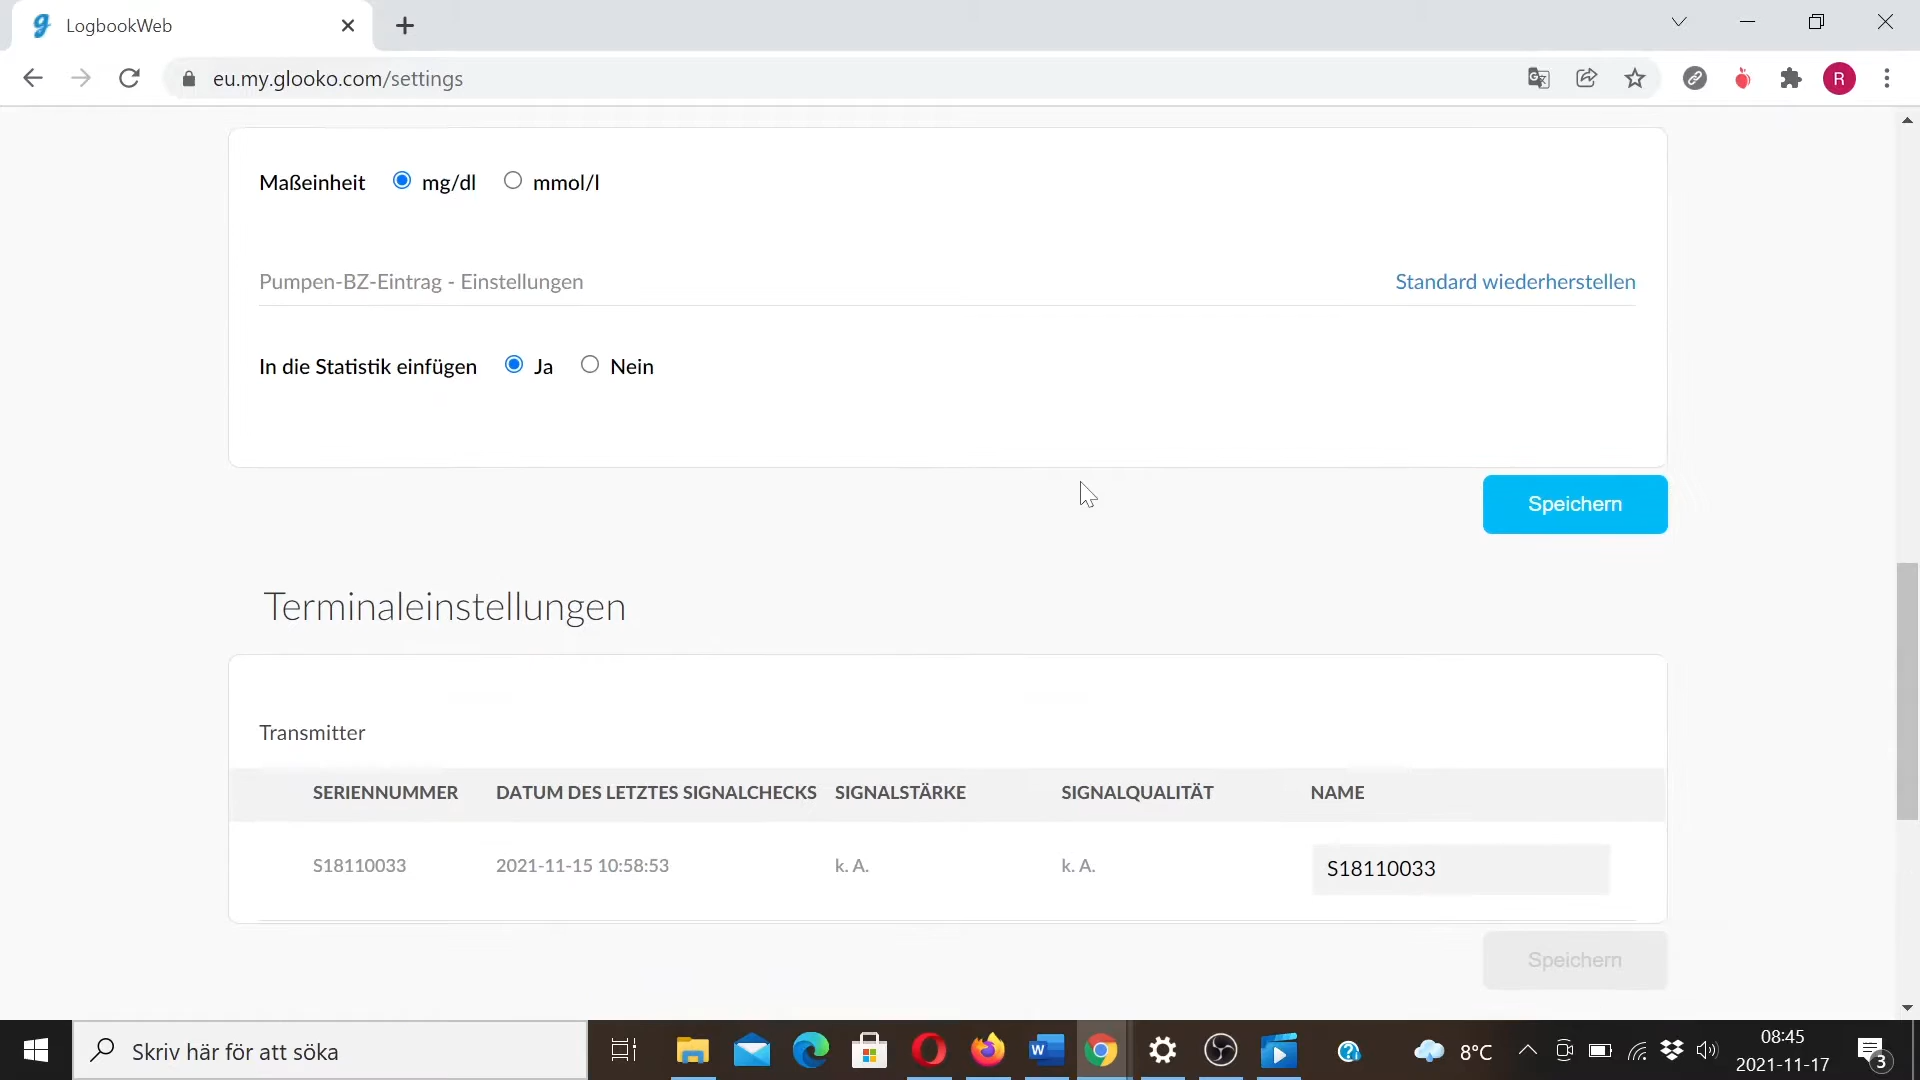 LogbookWeb
eu.my.glooko.com/settings
R
Maßeinheit mg/dl mmol/l
Pumpen-BZ-Eintrag - Einstellungen Standard wiederherstellen
In die Statistik einfügen Ja Nein
Speichern
Terminaleinstellungen
Transmitter
SERIENNUMMER DATUM DES LETZTES SIGNALCHECKS SIGNALSTÄRKE SIGNALQUALITÄT NAME
S18110033 2021-11-15 10:58:53 k. A. k. A. S18110033
Speichern
Skriv här för att söka
8°C
08:45
2021-11-17
3